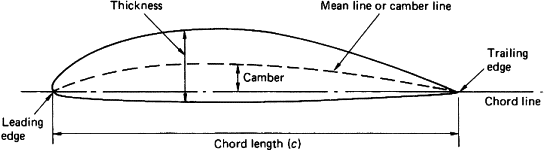 Thickness
Mean line or camber line
Trailing
edge
Camber
Chord line
Leading
edge
Chord length (c)